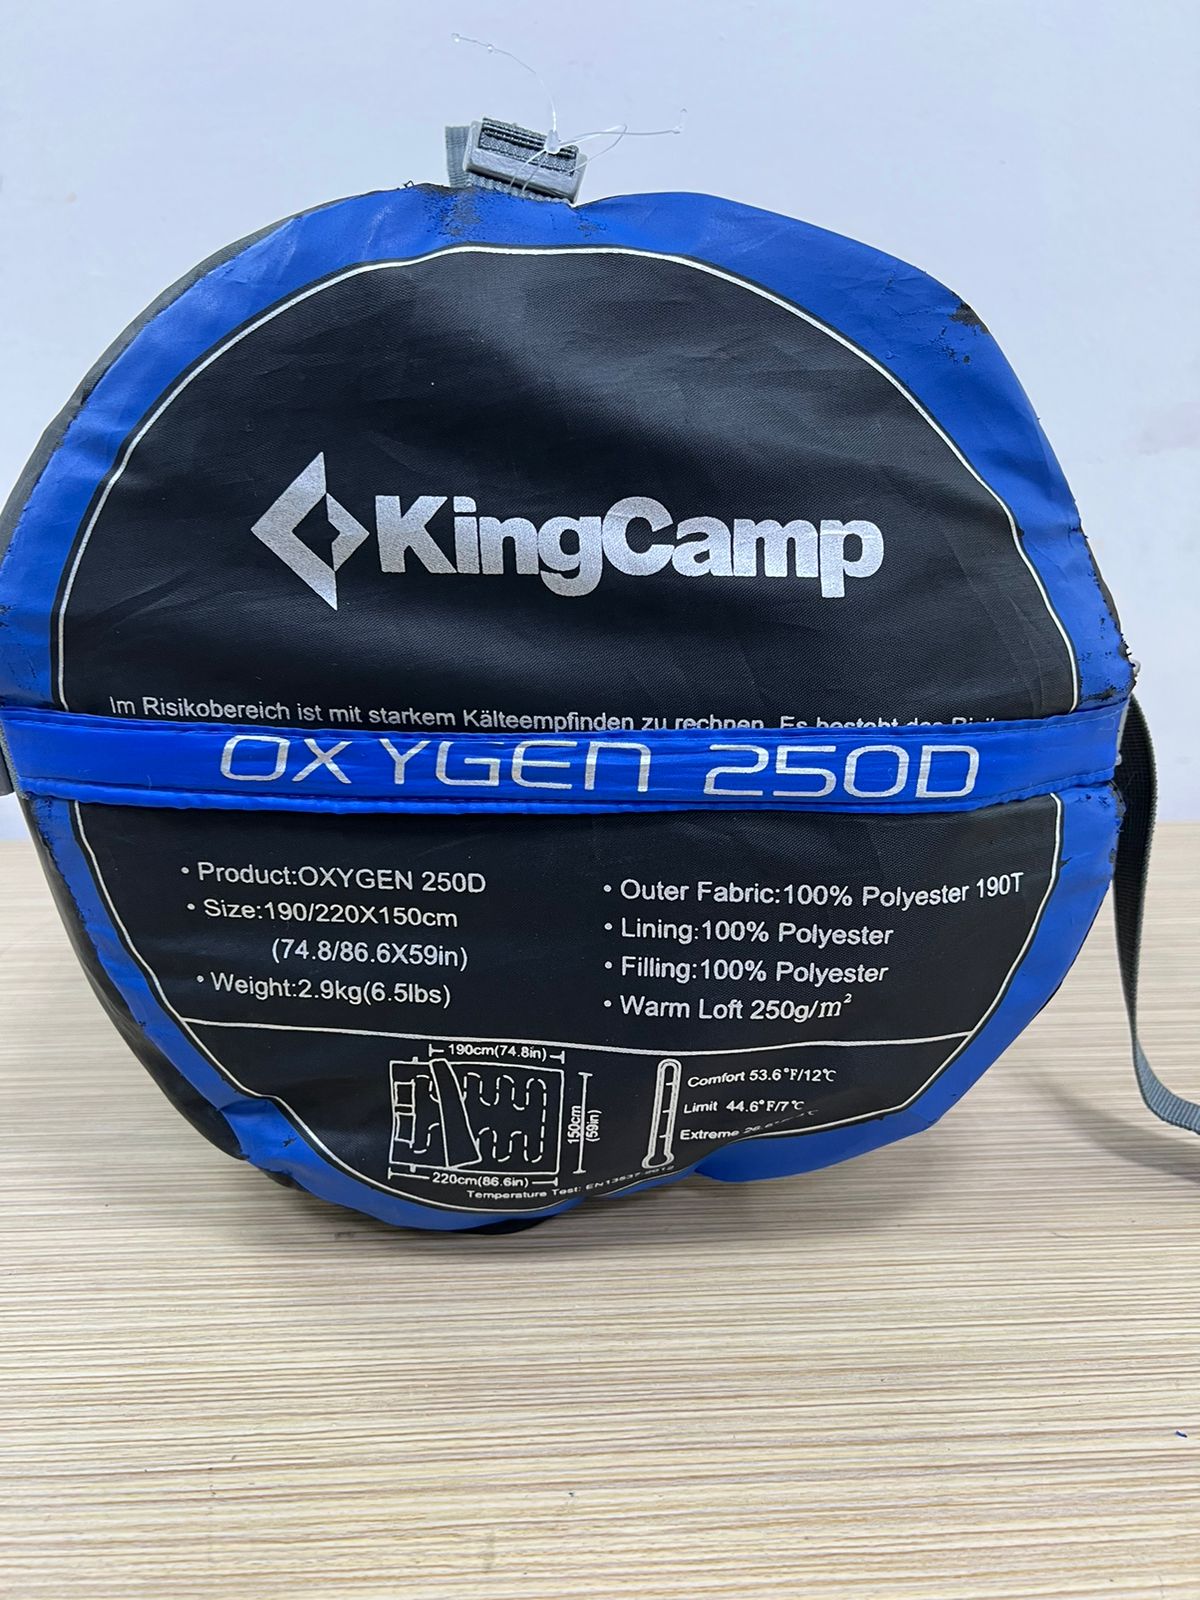 KingCamp
Im Risikobereich ist mit starkem Kälteempfinden zu rechnen. Es besteht das
OXYGEN 250D
• Product:OXYGEN 250D
• Size:190/220X150cm
(74.8/86.6X59in)
• Weight:2.9kg(6.5lbs)
• Outer Fabric:100% Polyester 190T
• Lining:100% Polyester
• Filling:100% Polyester
• Warm Loft 250g/m²
190cm(74.8in)
150cm
(59in)
220cm(86.6in)
Comfort 53.6°F/12℃
Limit 44.6°F/7℃
Extreme
Temperature Test: EN13537:2012